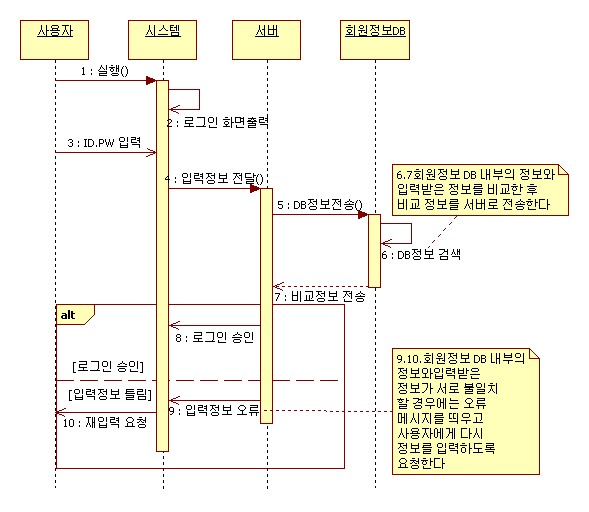 사용자
시스템
서버
회원정보DB
1 : 실행()
2 : 로그인 화면출력
3 : ID.PW 입력
4 : 입력정보 전달()
5 : DB정보전송()
6.7회원정보 DB 내부의 정보와
입력받은 정보를 비교한 후
비교 정보를 서버로 전송한다
6 : DB정보 검색
7 : 비교정보 전송
alt
8 : 로그인 승인
[로그인 승인]
[입력정보 틀림]
9 : 입력정보 오류
10 : 재입력 요청
9.10.회원정보 DB 내부의
정보와입력받은
정보가 서로 불일치
할 경우에는 오류
메시지를 띄우고
사용자에게 다시
정보를 입력하도록
요청한다